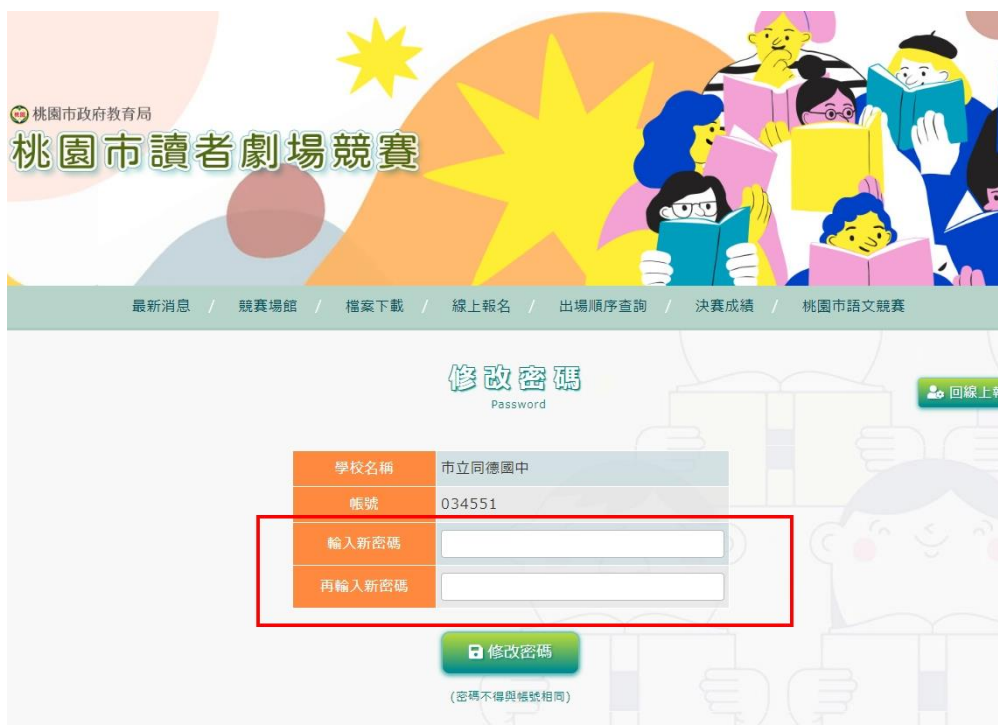 桃園市政府教育局
桃園市讀者劇場競賽
最新消息 / 競賽場館 / 檔案下載 / 線上報名 / 出場順序查詢 / 決賽成績 / 桃園市語文競賽
修改密碼
Password
回線上
學校名稱 市立同德國中
帳號 034551
輸入新密碼
再輸入新密碼
修改密碼
(密碼不得與帳號相同)